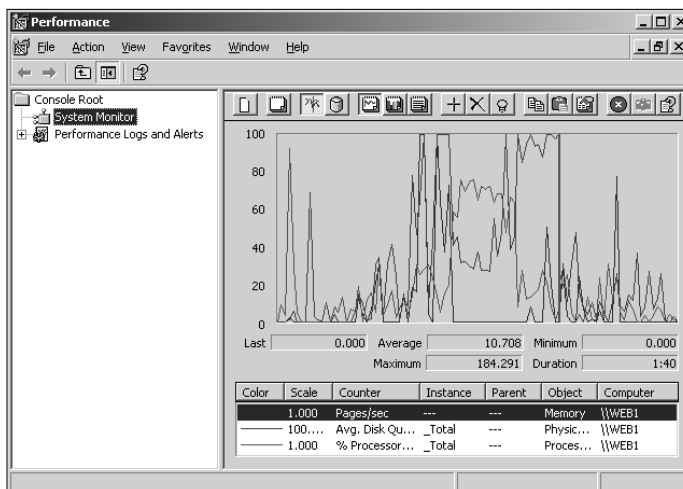 Performance
File Action View Favorites Window Help
Console Root
System Monitor
Performance Logs and Alerts
100
80
60
40
20
0
Last 0.000 Average 10.708 Minimum 0.000
Maximum 184.291 Duration 1:40
Color Scale Counter Instance Parent Object Computer
1.000 Pages/sec --- --- Memory \\WEB1
100.... Avg. Disk Qu... _Total --- Physic... \\WEB1
1.000 % Processor... _Total --- Proces... \\WEB1